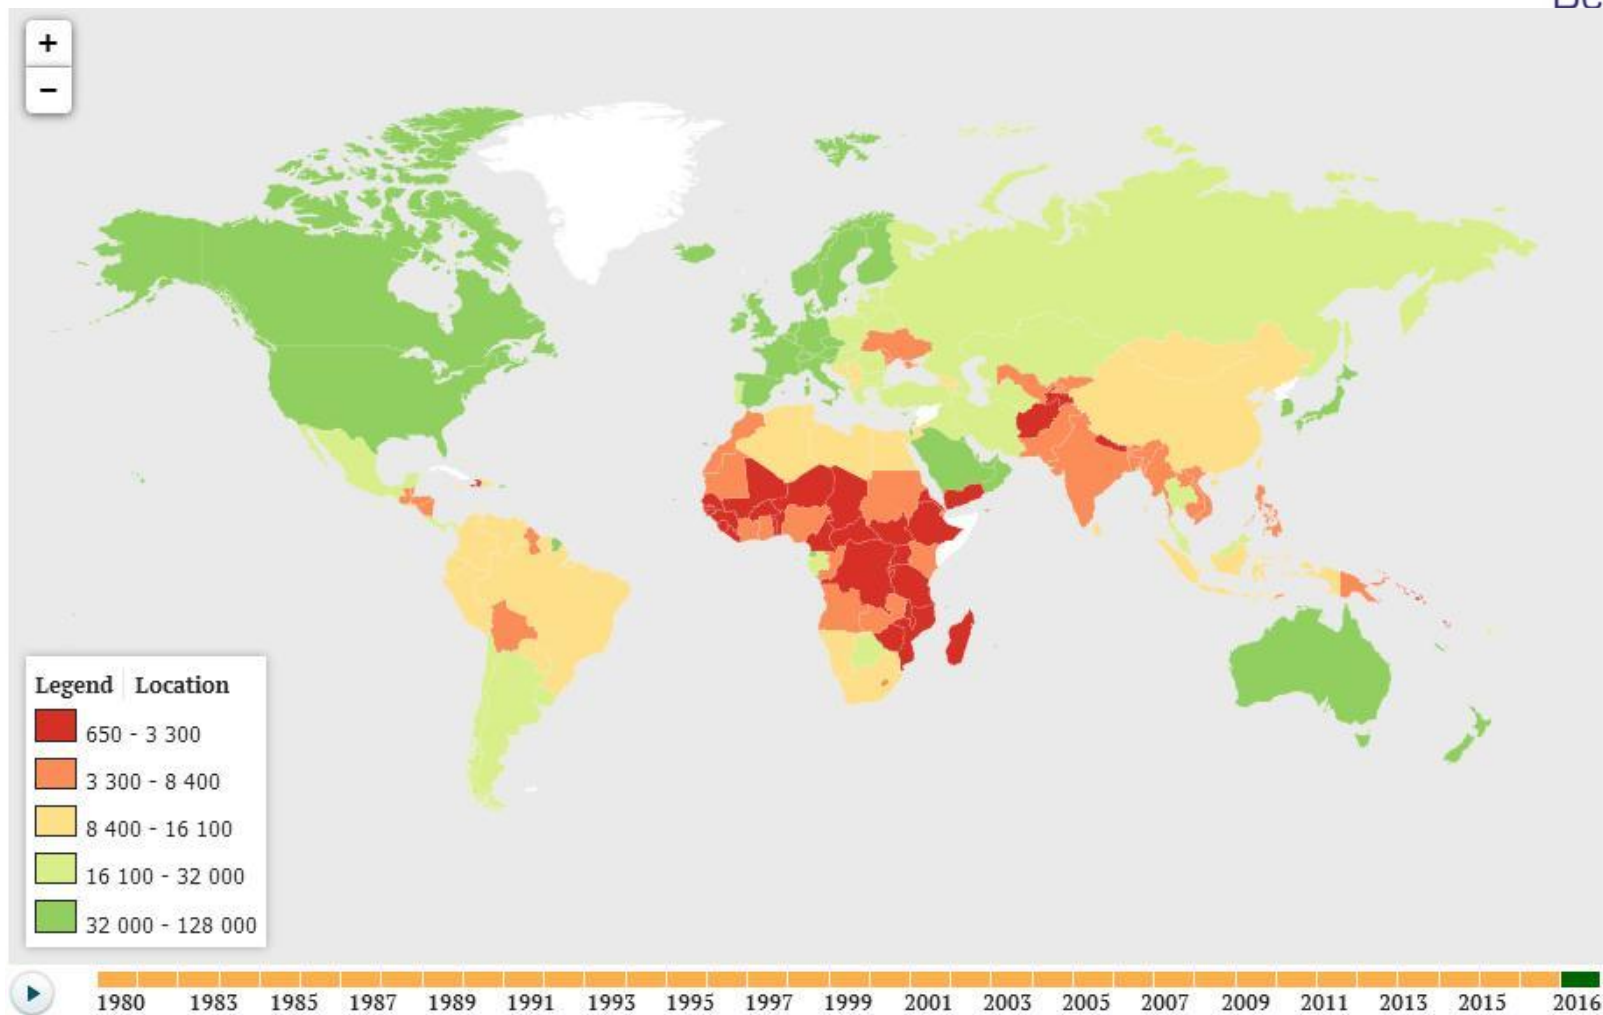 +
−
Legend Location
650 - 3 300
3 300 - 8 400
8 400 - 16 100
16 100 - 32 000
32 000 - 128 000
1980 1983 1985 1987 1989 1991 1993 1995 1997 1999 2001 2003 2005 2007 2009 2011 2013 2015 2016